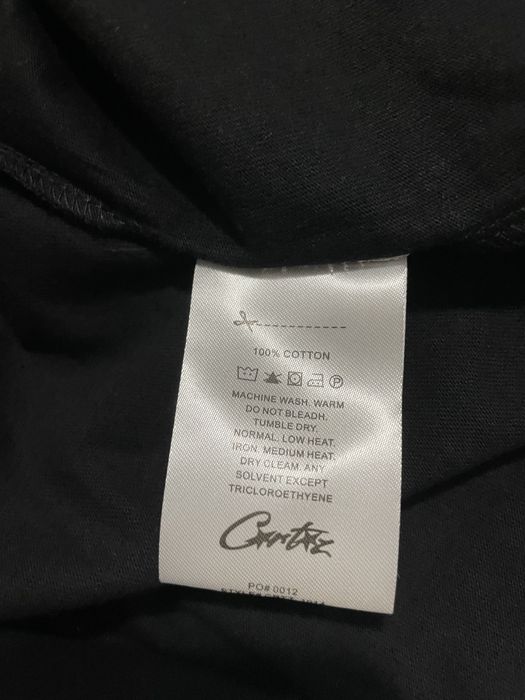 100% COTTON
MACHINE WASH. WARM
DO NOT BLEADH.
TUMBLE DRY.
NORMAL, LOW HEAT.
IRON. MEDIUM HEAT.
DRY CLEAM. ANY
SOLVENT EXCEPT
TRICLOROETHYENE
Corteiz
PO# 0012